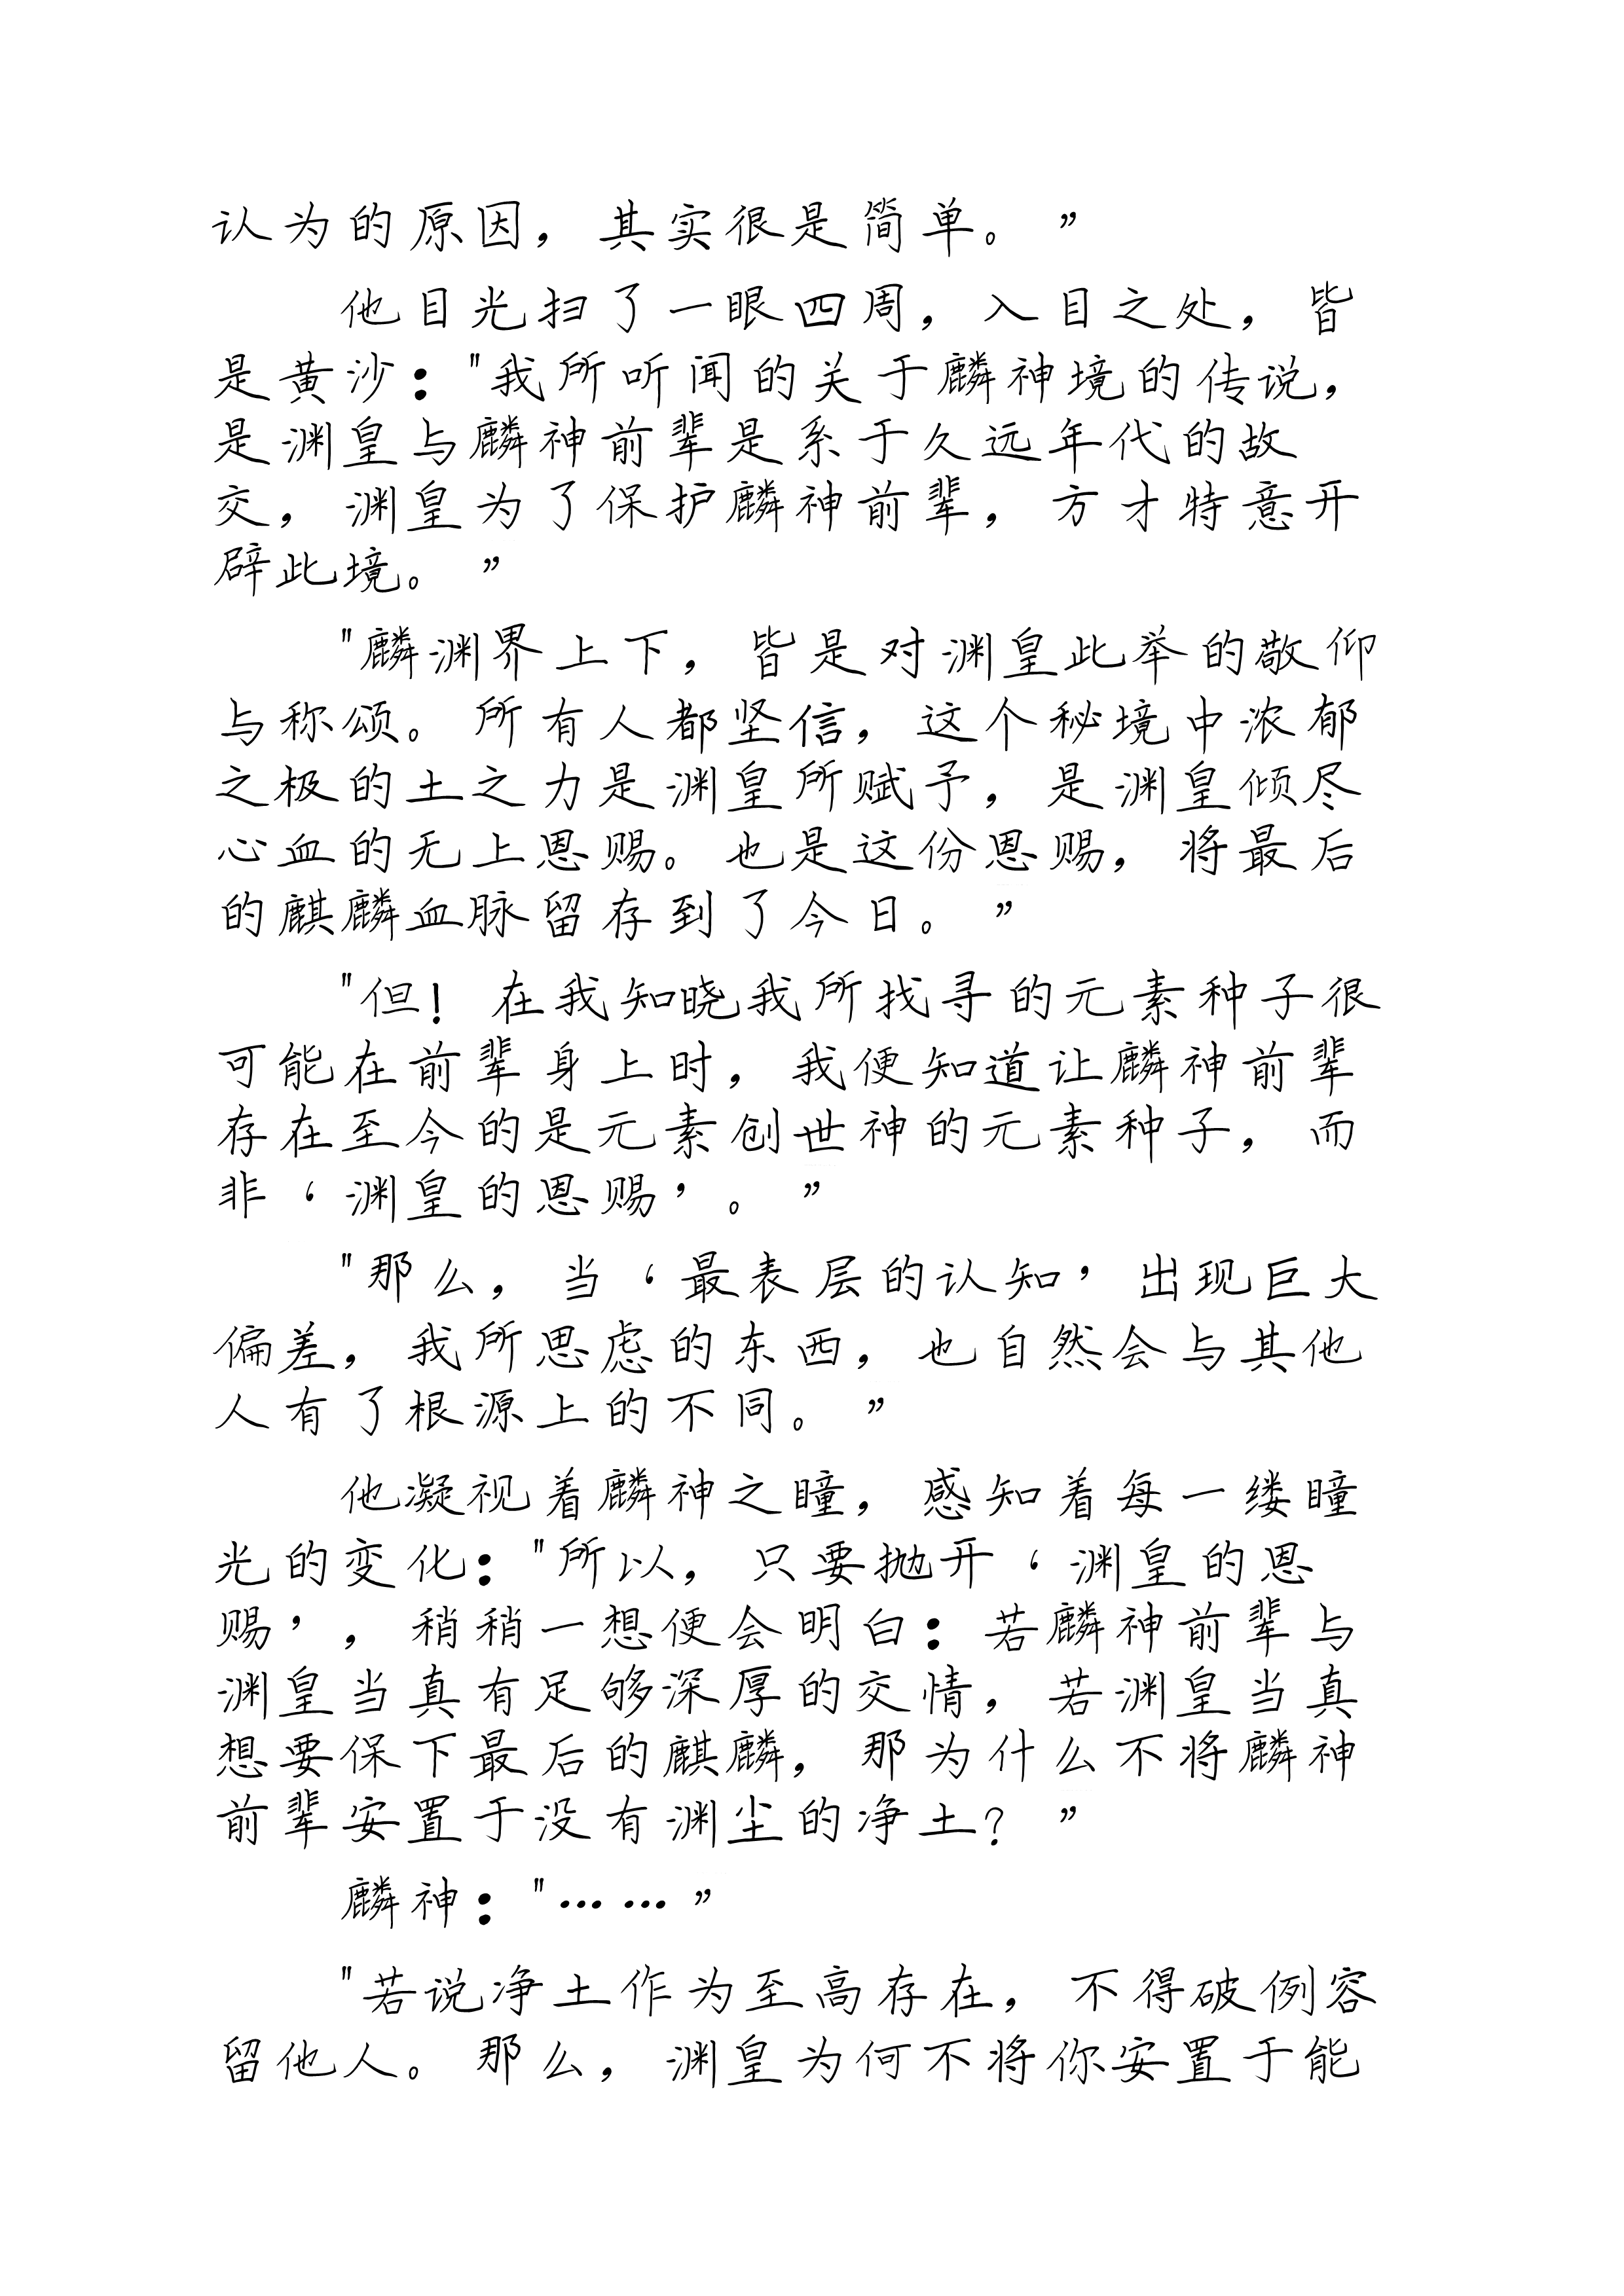 认为的原因，其实很是简单。”
他目光扫了一眼四周，入目之处，皆
是黄沙："我所听闻的关于麟神境的传说，
是渊皇与麟神前辈是系于久远年代的故
交，渊皇为了保护麟神前辈，方才特意开
辟此境。”
"麟渊界上下，皆是对渊皇此举的敬仰
与称颂。所有人都坚信，这个秘境中浓郁
之极的土之力是渊皇所赋予，是渊皇倾尽
心血的无上恩赐。也是这份恩赐，将最后
的麒麟血脉留存到了今日。”
"但！在我知晓我所找寻的元素种子很
可能在前辈身上时，我便知道让麟神前辈
存在至今的是元素创世神的元素种子，而
非‘渊皇的恩赐’。”
"那么，当‘最表层的认知’出现巨大
偏差，我所思虑的东西，也自然会与其他
人有了根源上的不同。”
他凝视着麟神之瞳，感知着每一缕瞳
光的变化："所以，只要抛开‘渊皇的恩
赐’，稍稍一想便会明白：若麟神前辈与
渊皇当真有足够深厚的交情，若渊皇当真
想要保下最后的麒麟，那为什么不将麟神
前辈安置于没有渊尘的净土？”
麟神："……”
"若说净土作为至高存在，不得破例容
留他人。那么，渊皇为何不将你安置于能